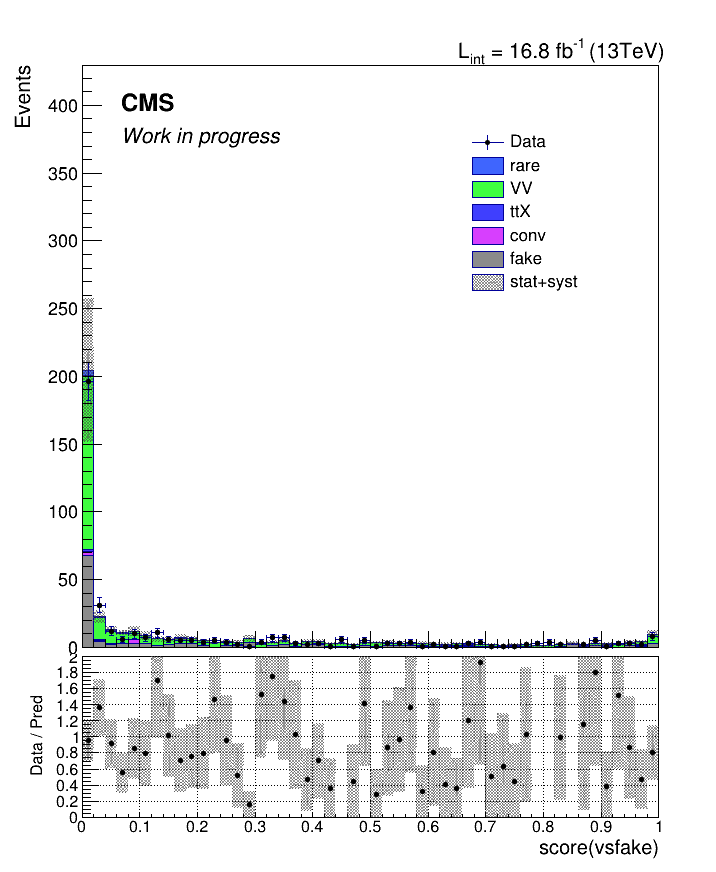 L_int = 16.8 fb^-1 (13TeV)
Events
CMS
Work in progress
Data
rare
VV
ttX
conv
fake
stat+syst
400
350
300
250
200
150
100
50
0
Data / Pred
2
1.8
1.6
1.4
1.2
1
0.8
0.6
0.4
0.2
0
0 0.1 0.2 0.3 0.4 0.5 0.6 0.7 0.8 0.9 1
score(vsfake)